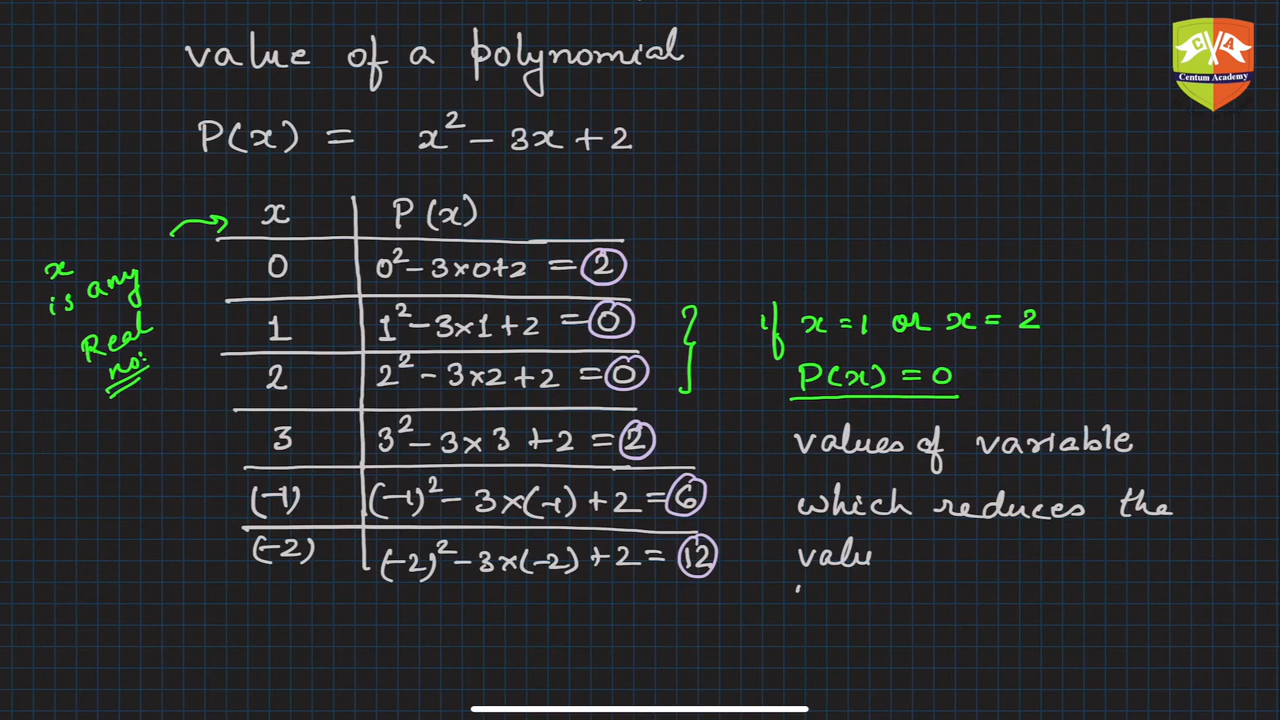 value of a polynomial
P(x) = x² - 3x + 2
x P(x)
0 0² - 3×0+2 = 2
1 1² - 3×1+2 = 0
2 2² - 3×2+2 = 0
3 3² - 3×3 +2 = 2
(-1) (-1)² - 3×(-1) +2 = 6
(-2) (-2)² - 3×(-2) +2 = 12
x
is any
Real
no:
if x = 1 or x = 2
P(x) = 0
values of variable
which reduces the
valu
CA
Centum Academy